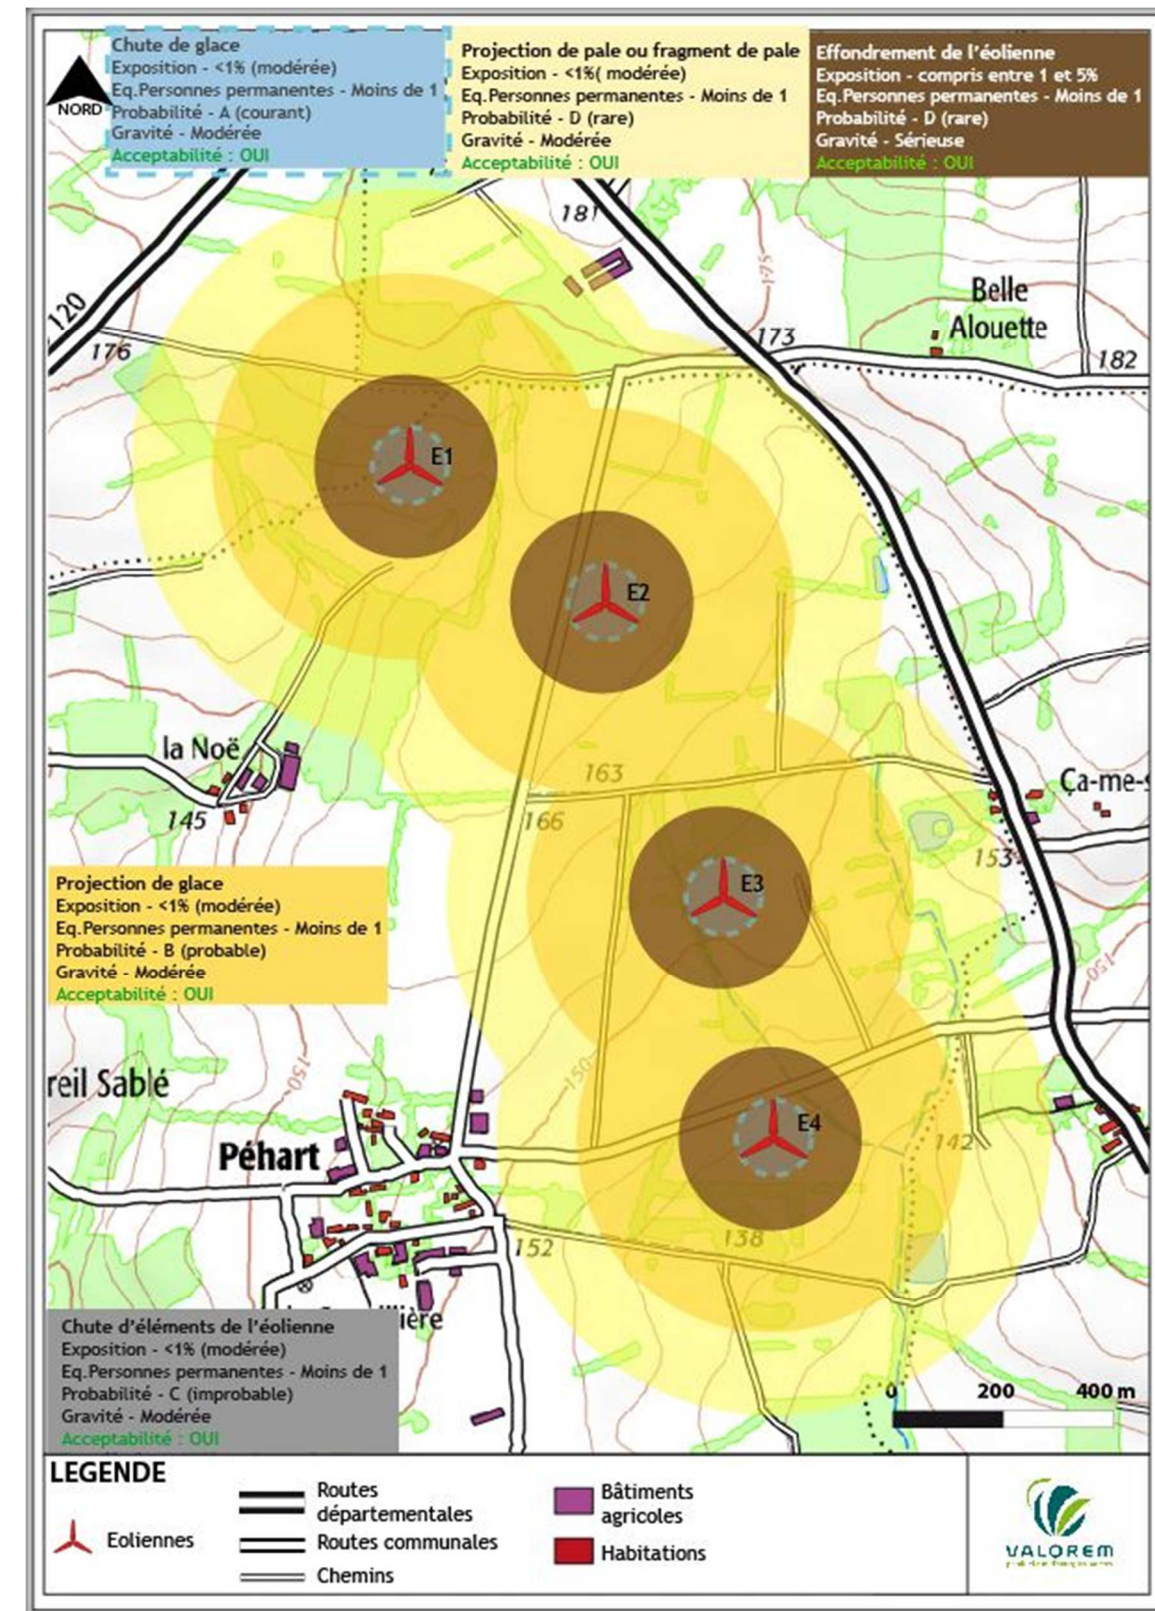 Chute de glace
Exposition - <1% (modérée)
Eq.Personnes permanentes - Moins de 1
Probabilité - A (courant)
Gravité - Modérée
Acceptabilité : OUI
Projection de pale ou fragment de pale
Exposition - <1%( modérée)
Eq.Personnes permanentes - Moins de 1
Probabilité - D (rare)
Gravité - Modérée
Acceptabilité : OUI
Effondrement de l'éolienne
Exposition - compris entre 1 et 5%
Eq.Personnes permanentes - Moins de 1
Probabilité - D (rare)
Gravité - Sérieuse
Acceptabilité : OUI
NORD
181
175
Belle
Alouette
120
176
173
182
E1
E2
la Noë
163
Ça-me-s
145
166
153
E3
Projection de glace
Exposition - <1% (modérée)
Eq.Personnes permanentes - Moins de 1
Probabilité - B (probable)
Gravité - Modérée
Acceptabilité : OUI
150
150
150
reil Sablé
E4
Péhart
142
152
138
ière
Chute d'éléments de l'éolienne
Exposition - <1% (modérée)
Eq.Personnes permanentes - Moins de 1
Probabilité - C (improbable)
Gravité - Modérée
Acceptabilité : OUI
0 200 400 m
LEGENDE
Eoliennes
Routes
départementales
Routes communales
Chemins
Bâtiments
agricoles
Habitations
VALOREM